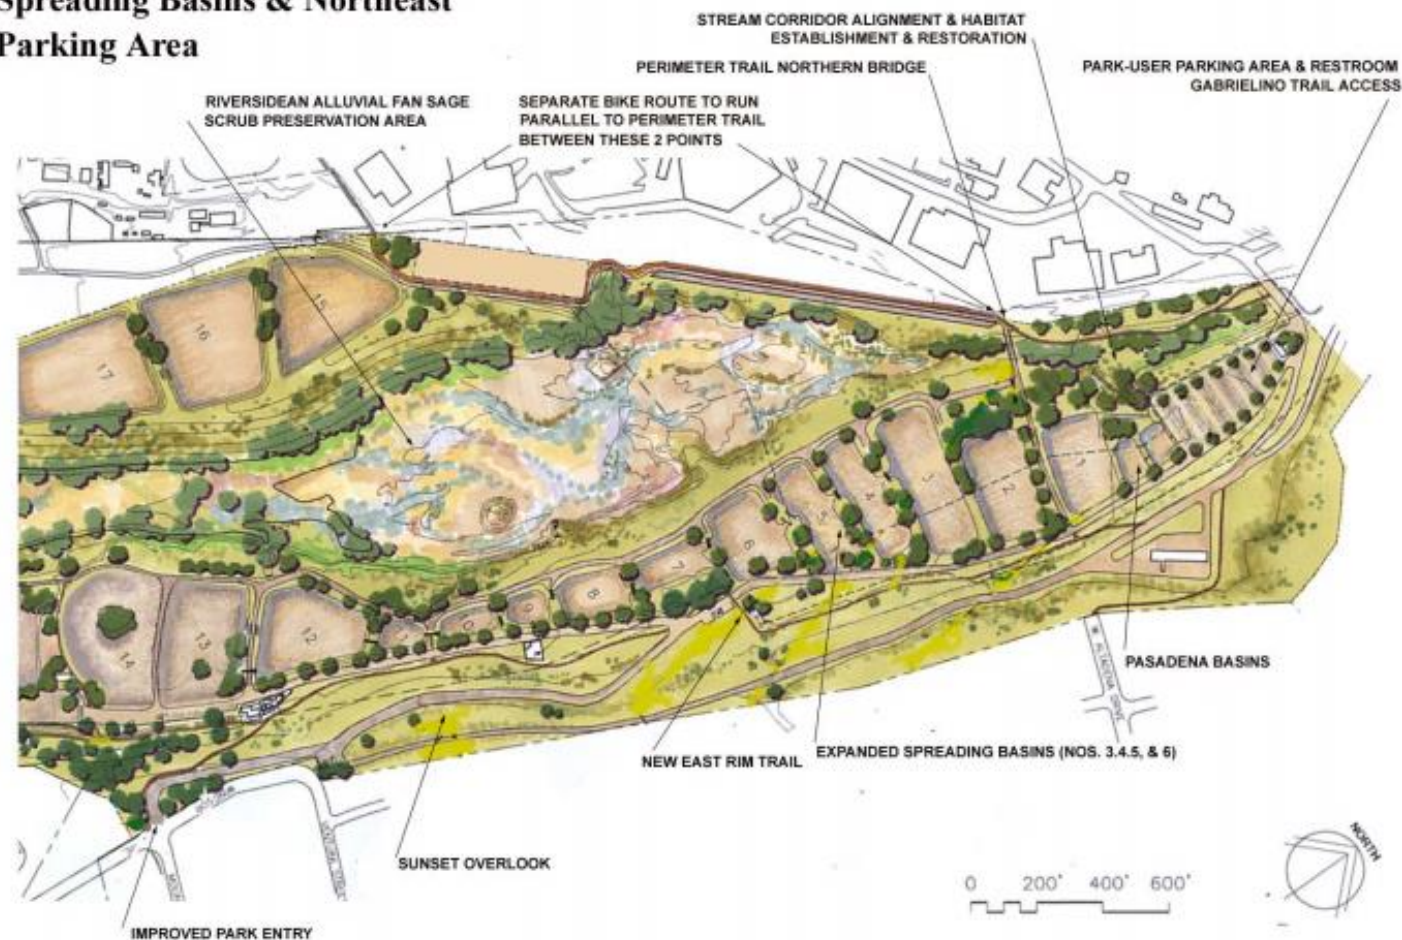 Spreading Basins & Northeast
Parking Area
STREAM CORRIDOR ALIGNMENT & HABITAT
ESTABLISHMENT & RESTORATION
PERIMETER TRAIL NORTHERN BRIDGE
PARK-USER PARKING AREA & RESTROOM
GABRIELINO TRAIL ACCESS
RIVERSIDEAN ALLUVIAL FAN SAGE
SCRUB PRESERVATION AREA
SEPARATE BIKE ROUTE TO RUN
PARALLEL TO PERIMETER TRAIL
BETWEEN THESE 2 POINTS
15
16
17
1
2
3
4
5
6
7
8
9
10
12
13
14
PASADENA BASINS
W. ALTADENA DRIVE
EXPANDED SPREADING BASINS (NOS. 3.4.5, & 6)
NEW EAST RIM TRAIL
SUNSET OVERLOOK
IMPROVED PARK ENTRY
NORTH
0 200' 400' 600'